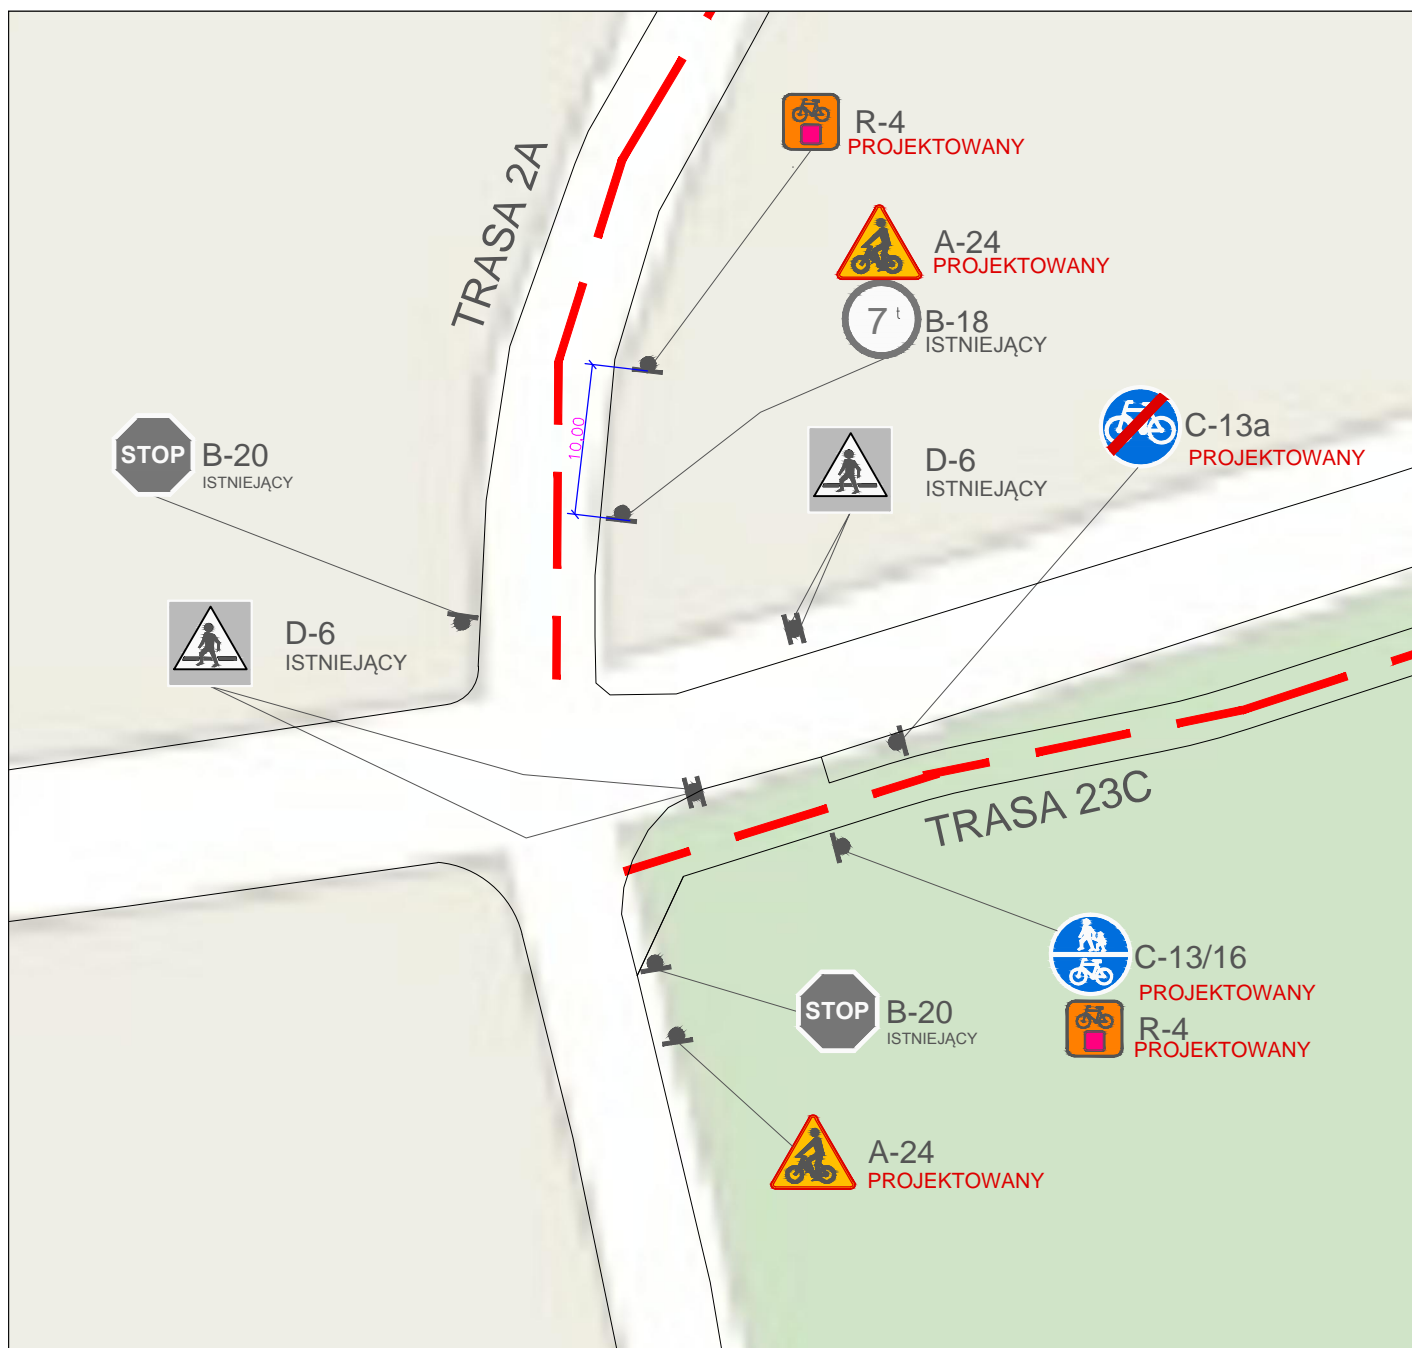 R-4
PROJEKTOWANY
TRASA 2A
A-24
PROJEKTOWANY
7 t
B-18
ISTNIEJĄCY
10.00
C-13a
PROJEKTOWANY
STOP
B-20
ISTNIEJĄCY
D-6
ISTNIEJĄCY
D-6
ISTNIEJĄCY
TRASA 23C
C-13/16
PROJEKTOWANY
STOP
B-20
ISTNIEJĄCY
R-4
PROJEKTOWANY
A-24
PROJEKTOWANY